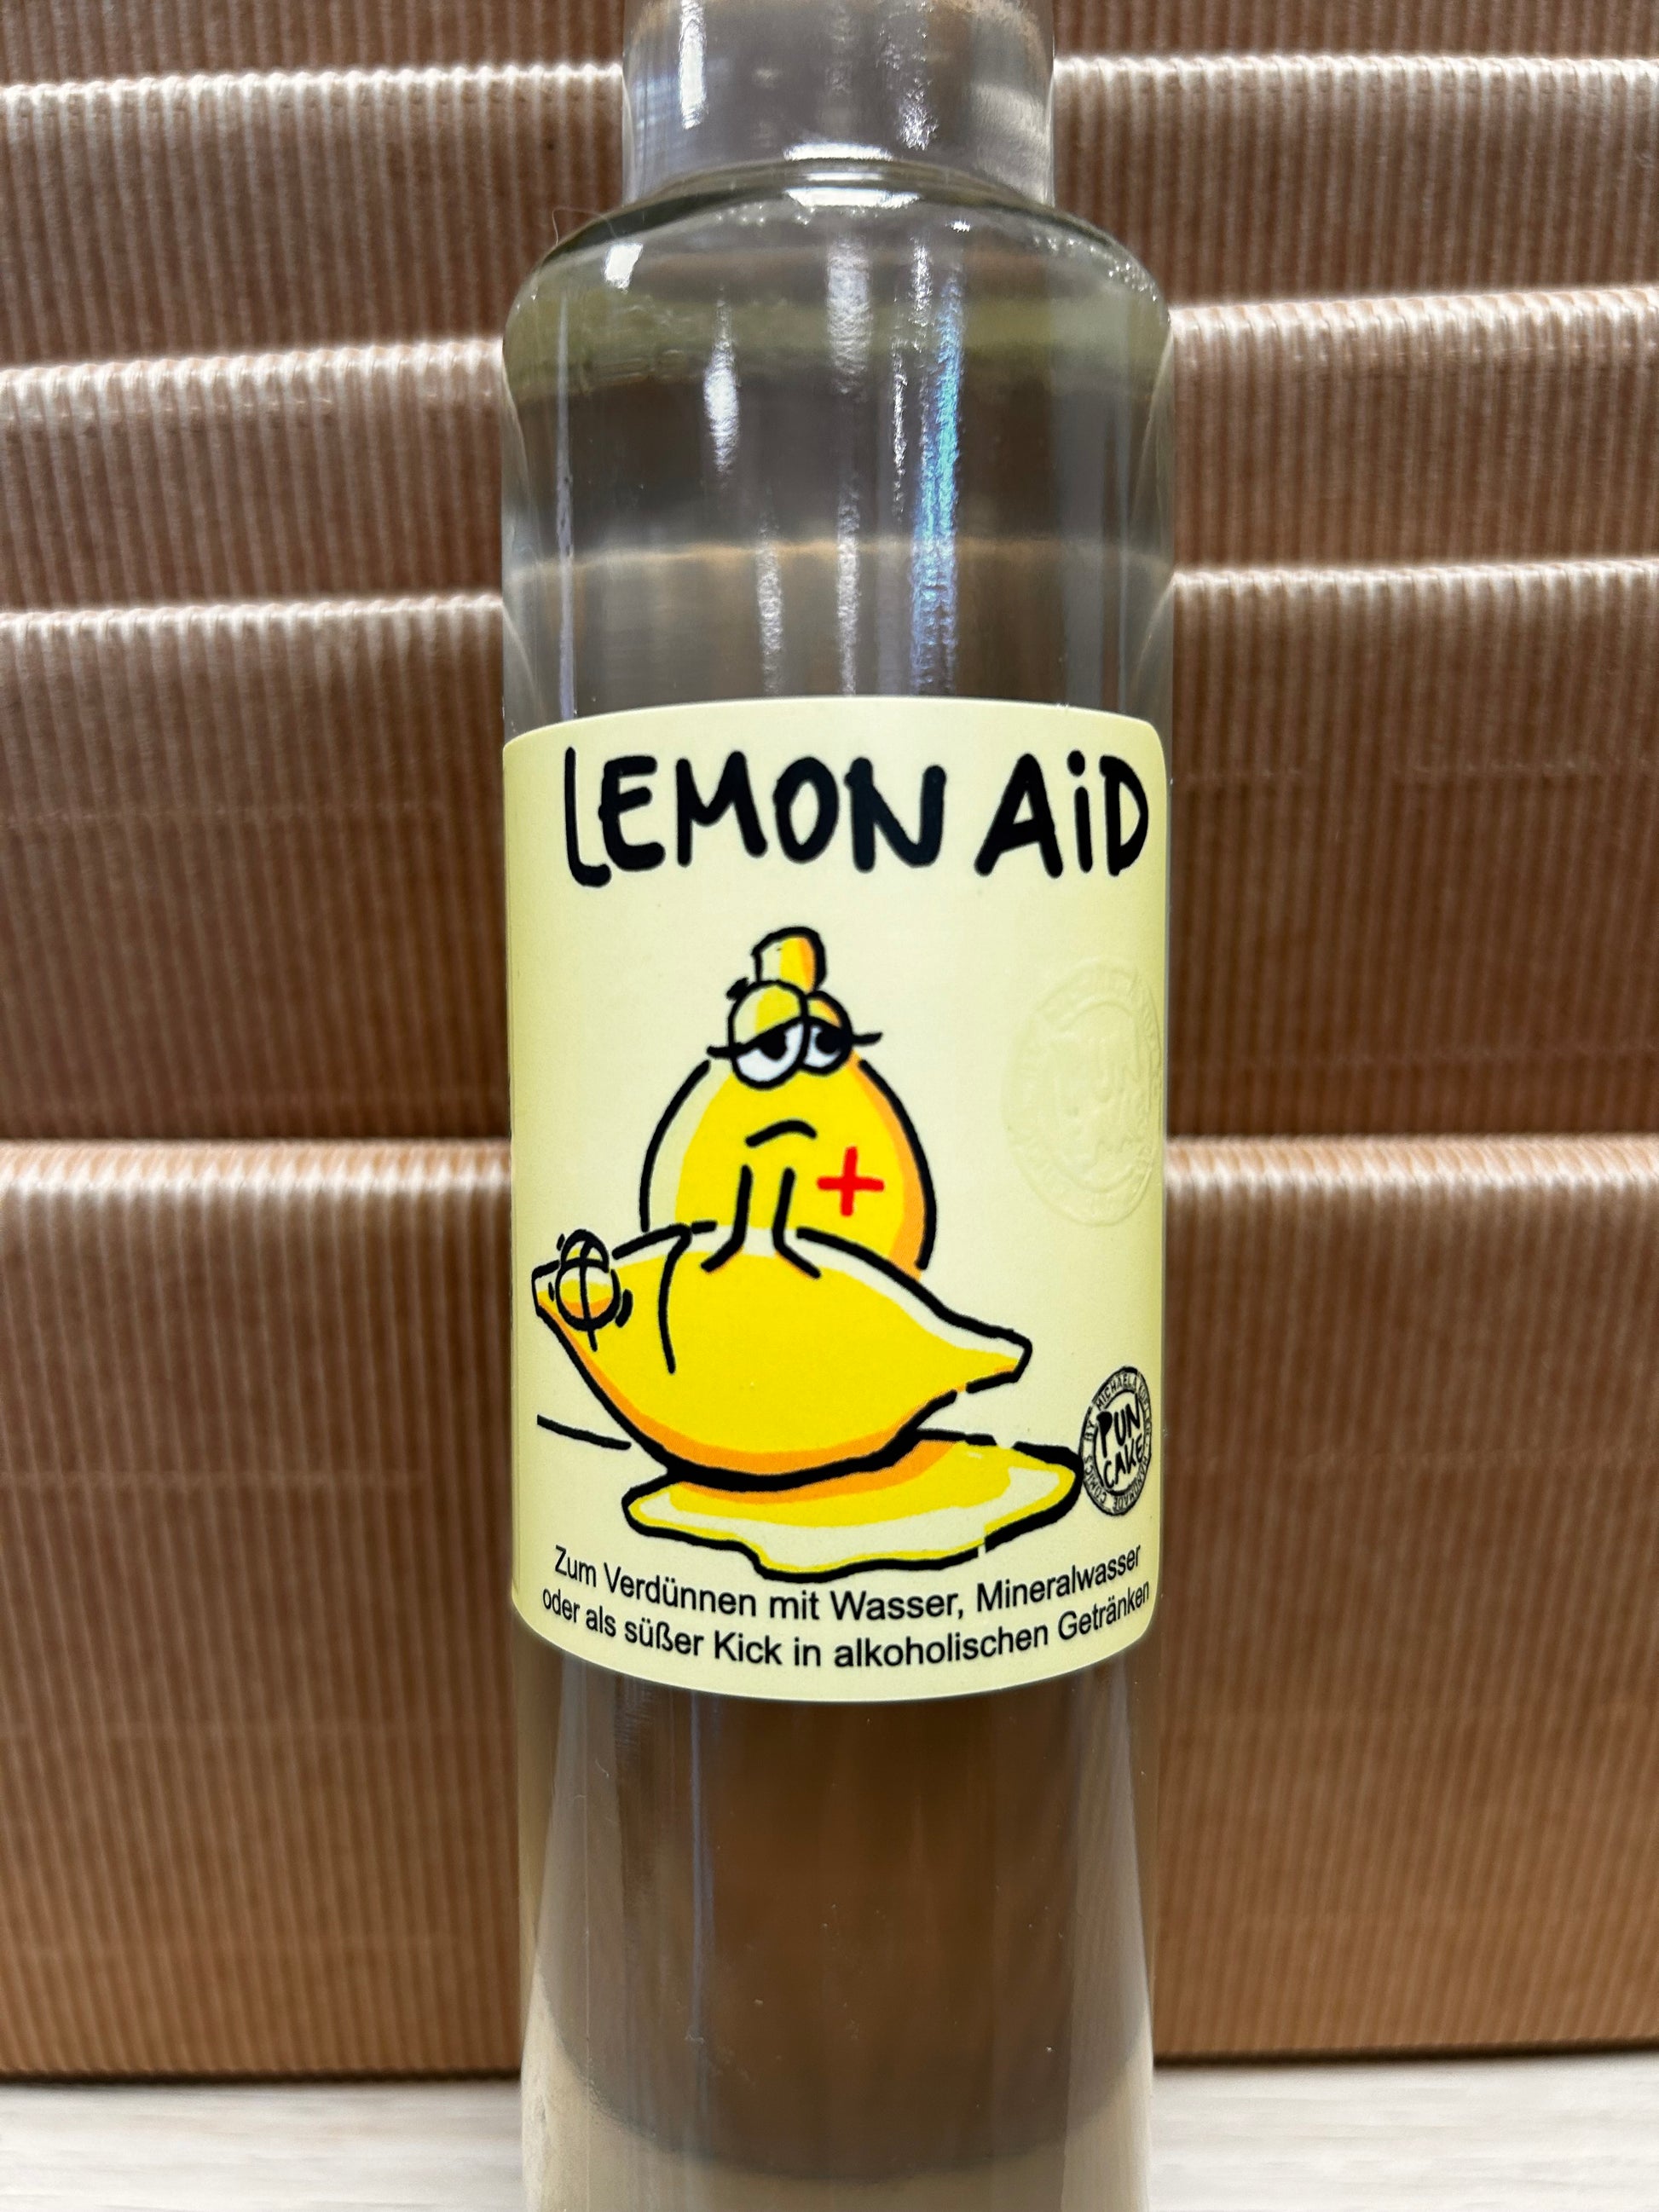 LEMON AiD
PUN
CAKE
Zum Verdünnen mit Wasser, Mineralwasser
oder als süßer Kick in alkoholischen Getränken